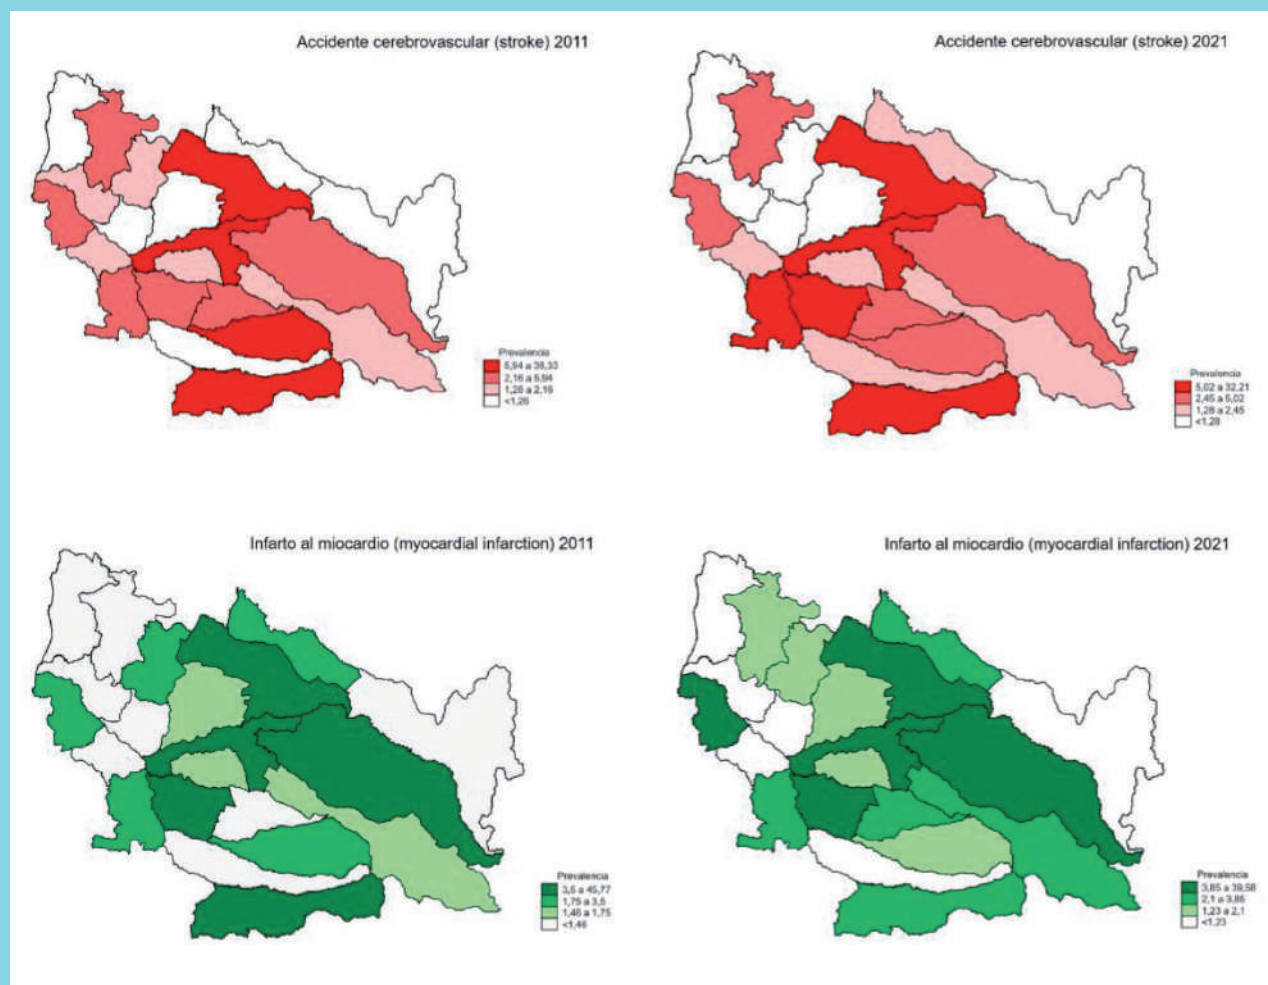 Accidente cerebrovascular (stroke) 2011
Prevalencia
5,94 a 38,33
2,16 a 5,94
1,26 a 2,16
<1,26
Accidente cerebrovascular (stroke) 2021
Prevalencia
5,02 a 32,21
2,45 a 5,02
1,28 a 2,45
<1,28
Infarto al miocardio (myocardial infarction) 2011
Prevalencia
3,5 a 45,77
1,75 a 3,5
1,46 a 1,75
<1,46
Infarto al miocardio (myocardial infarction) 2021
Prevalencia
3,85 a 39,58
2,1 a 3,85
1,23 a 2,1
<1,23